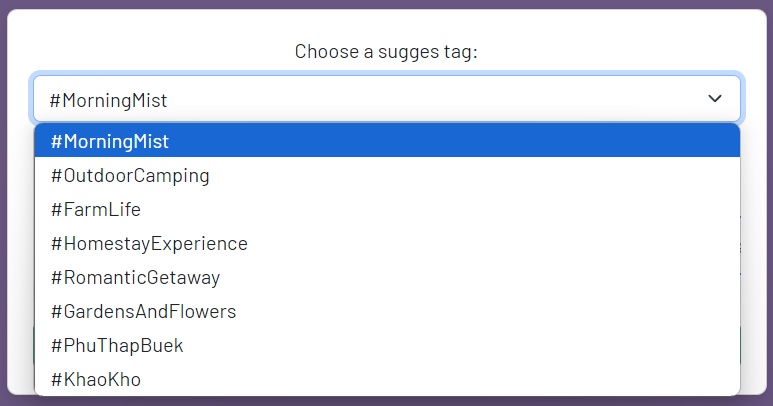 Choose a sugges tag:
#MorningMist
#MorningMist
#OutdoorCamping
#FarmLife
#HomestayExperience
#RomanticGetaway
#GardensAndFlowers
#PhuThapBuek
#KhaoKho